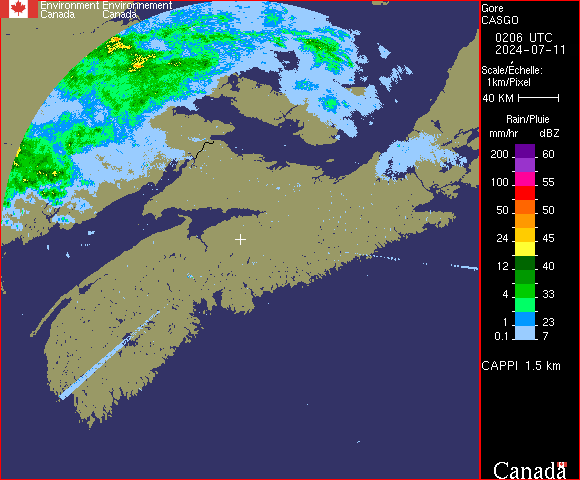 Environment Environnement
Canada Canada
Gore
CASGO
0206 UTC
2024-07-11
Scale/Échelle:
1km/Pixel
40 KM
Rain/Pluie
mm/hr dBZ
200 60
100 55
50 50
24 45
12 40
4 33
1 23
0.1 7
CAPPI 1.5 km
Canada